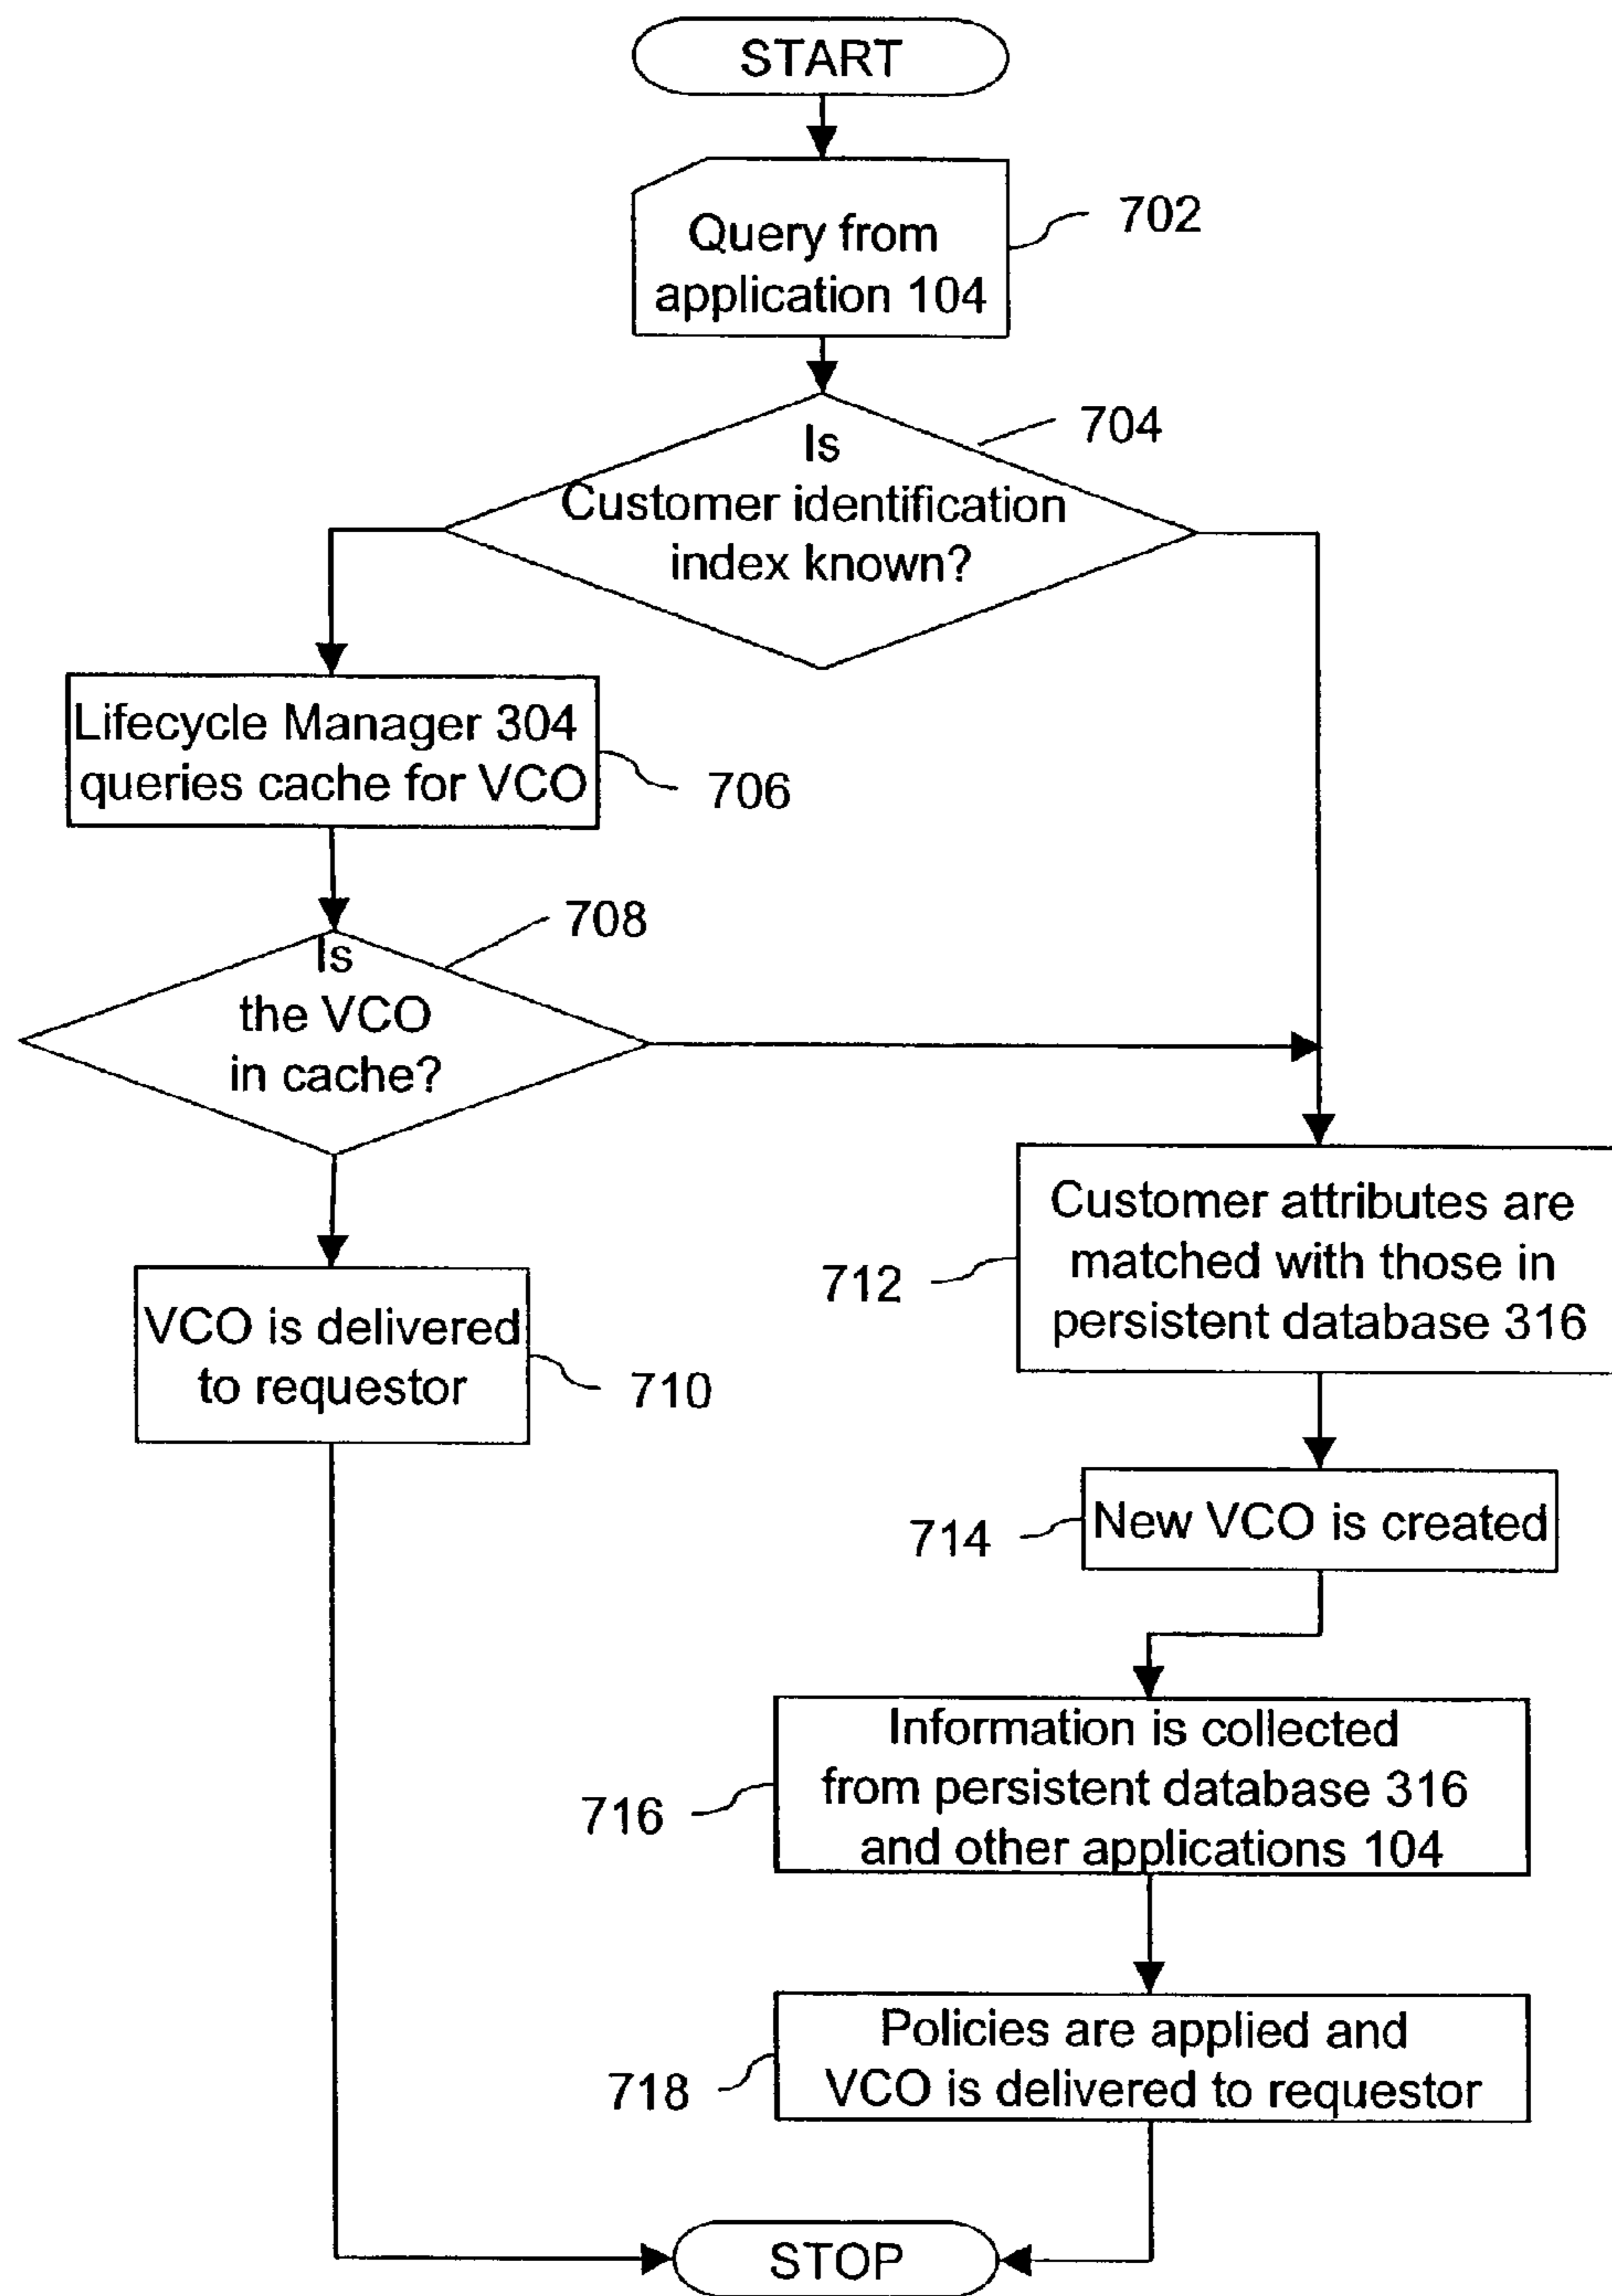 START
Query from
application 104
702
Is
Customer identification
index known?
704
Lifecycle Manager 304
queries cache for VCO
706
Is
the VCO
in cache?
708
VCO is delivered
to requestor
710
Customer attributes are
matched with those in
persistent database 316
712
New VCO is created
714
Information is collected
from persistent database 316
and other applications 104
716
Policies are applied and
VCO is delivered to requestor
718
STOP